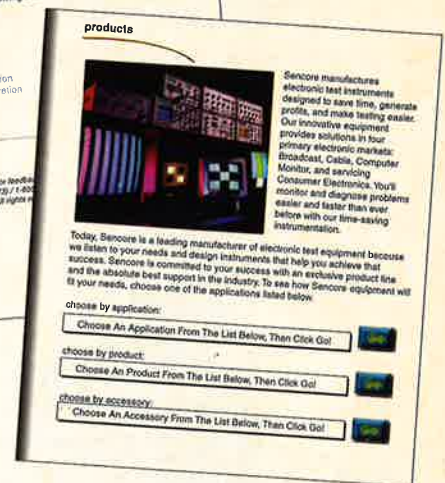 products
Sencore manufactures
electronic test instruments
designed to save time, generate
profits, and make testing easier.
Our innovative equipment
provides solutions in four
primary electronic markets:
Broadcast, Cable, Computer
Monitor, and servicing
Consumer Electronics. You'll
monitor and diagnose problems
easier and faster than ever
before with our time-saving
instrumentation.
Today, Sencore is a leading manufacturer of electronic test equipment because
we listen to your needs and design instruments that help you achieve that
success. Sencore is committed to your success with an exclusive product line
and the absolute best support in the industry. To see how Sencore equipment will
fit your needs, choose one of the applications listed below.
choose by application:
Choose An Application From The List Below, Then Click Go!
Go
choose by product:
Choose An Product From The List Below, Then Click Go!
Go
choose by accessory:
Choose An Accessory From The List Below, Then Click Go!
Go